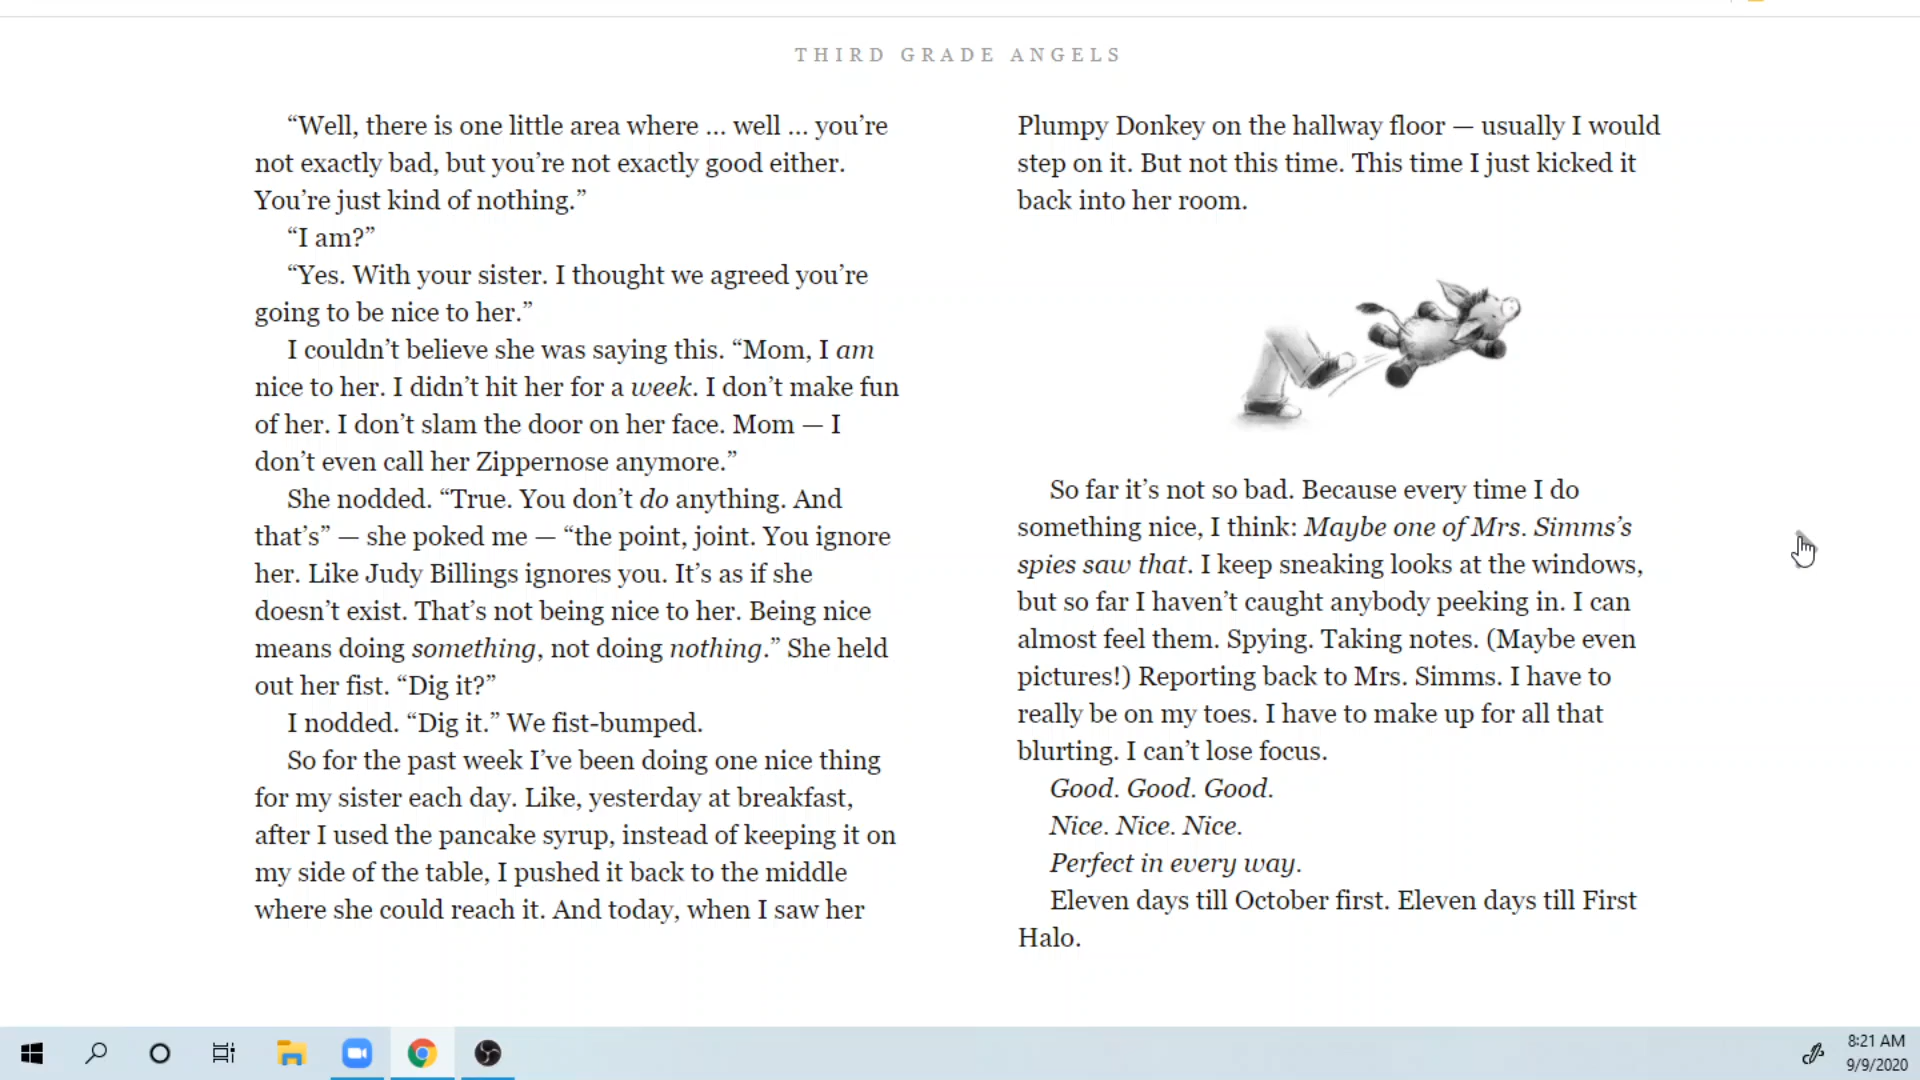 THIRD GRADE ANGELS
“Well, there is one little area where ... well ... you’re
not exactly bad, but you’re not exactly good either.
You’re just kind of nothing.”
“I am?”
“Yes. With your sister. I thought we agreed you’re
going to be nice to her.”
I couldn’t believe she was saying this. “Mom, I am
nice to her. I didn’t hit her for a week. I don’t make fun
of her. I don’t slam the door on her face. Mom — I
don’t even call her Zippernose anymore.”
She nodded. “True. You don’t do anything. And
that’s” — she poked me — “the point, joint. You ignore
her. Like Judy Billings ignores you. It’s as if she
doesn’t exist. That’s not being nice to her. Being nice
means doing something, not doing nothing.” She held
out her fist. “Dig it?”
I nodded. “Dig it.” We fist-bumped.
So for the past week I’ve been doing one nice thing
for my sister each day. Like, yesterday at breakfast,
after I used the pancake syrup, instead of keeping it on
my side of the table, I pushed it back to the middle
where she could reach it. And today, when I saw her
Plumpy Donkey on the hallway floor — usually I would
step on it. But not this time. This time I just kicked it
back into her room.
So far it’s not so bad. Because every time I do
something nice, I think: Maybe one of Mrs. Simms’s
spies saw that. I keep sneaking looks at the windows,
but so far I haven’t caught anybody peeking in. I can
almost feel them. Spying. Taking notes. (Maybe even
pictures!) Reporting back to Mrs. Simms. I have to
really be on my toes. I have to make up for all that
blurting. I can’t lose focus.
Good. Good. Good.
Nice. Nice. Nice.
Perfect in every way.
Eleven days till October first. Eleven days till First
Halo.
8:21 AM
9/9/2020